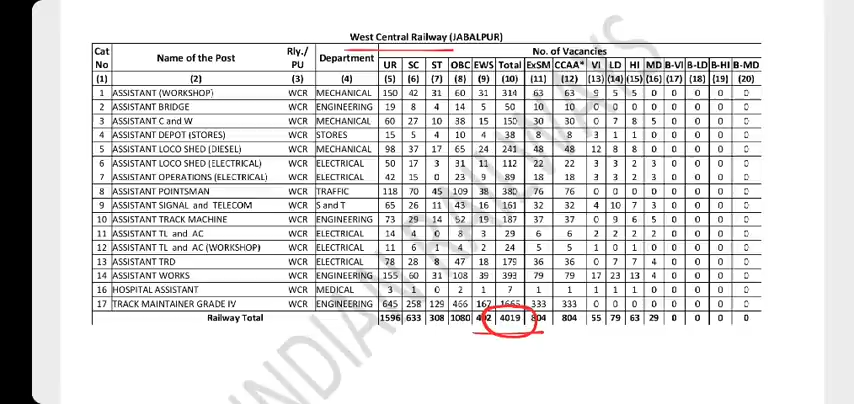 West Central Railway (JABALPUR)
Cat No | Name of the Post | Rly./ PU | Department | No. of Vacancies
UR | SC | ST | OBC | EWS | Total | ExSM | CCAA* | VI | LD | HI | MD | B-VI | B-LD | B-HI | B-MD
(1) | (2) | (3) | (4) | (5) | (6) | (7) | (8) | (9) | (10) | (11) | (12) | (13) | (14) | (15) | (16) | (17) | (18) | (19) | (20)
1 | ASSISTANT (WORKSHOP) | WCR | MECHANICAL | 150 | 42 | 31 | 60 | 31 | 314 | 63 | 63 | 9 | 5 | 5 | 0 | 0 | 0 | 0 | 0
2 | ASSISTANT BRIDGE | WCR | ENGINEERING | 19 | 8 | 4 | 14 | 5 | 50 | 10 | 10 | 0 | 0 | 0 | 0 | 0 | 0 | 0 | 0
3 | ASSISTANT C and W | WCR | MECHANICAL | 60 | 27 | 10 | 38 | 15 | 150 | 30 | 30 | 0 | 7 | 8 | 5 | 0 | 0 | 0 | 0
4 | ASSISTANT DEPOT (STORES) | WCR | STORES | 15 | 5 | 4 | 10 | 4 | 38 | 8 | 8 | 3 | 1 | 1 | 0 | 0 | 0 | 0 | 0
5 | ASSISTANT LOCO SHED (DIESEL) | WCR | MECHANICAL | 98 | 37 | 17 | 65 | 24 | 241 | 48 | 48 | 12 | 8 | 8 | 0 | 0 | 0 | 0 | 0
6 | ASSISTANT LOCO SHED (ELECTRICAL) | WCR | ELECTRICAL | 50 | 17 | 3 | 31 | 11 | 112 | 22 | 22 | 3 | 3 | 2 | 3 | 0 | 0 | 0 | 0
7 | ASSISTANT OPERATIONS (ELECTRICAL) | WCR | ELECTRICAL | 42 | 15 | 0 | 23 | 9 | 89 | 18 | 18 | 3 | 3 | 2 | 3 | 0 | 0 | 0 | 0
8 | ASSISTANT POINTSMAN | WCR | TRAFFIC | 118 | 70 | 45 | 109 | 38 | 380 | 76 | 76 | 0 | 0 | 0 | 0 | 0 | 0 | 0 | 0
9 | ASSISTANT SIGNAL and TELECOM | WCR | S and T | 65 | 26 | 11 | 43 | 16 | 161 | 32 | 32 | 4 | 10 | 7 | 3 | 0 | 0 | 0 | 0
10 | ASSISTANT TRACK MACHINE | WCR | ENGINEERING | 73 | 29 | 14 | 52 | 19 | 187 | 37 | 37 | 0 | 9 | 6 | 5 | 0 | 0 | 0 | 0
11 | ASSISTANT TL and AC | WCR | ELECTRICAL | 14 | 4 | 0 | 8 | 3 | 29 | 6 | 6 | 2 | 2 | 2 | 2 | 0 | 0 | 0 | 0
12 | ASSISTANT TL and AC (WORKSHOP) | WCR | ELECTRICAL | 11 | 6 | 1 | 4 | 2 | 24 | 5 | 5 | 1 | 0 | 1 | 0 | 0 | 0 | 0 | 0
13 | ASSISTANT TRD | WCR | ELECTRICAL | 78 | 28 | 8 | 47 | 18 | 179 | 36 | 36 | 0 | 7 | 7 | 4 | 0 | 0 | 0 | 0
14 | ASSISTANT WORKS | WCR | ENGINEERING | 155 | 60 | 31 | 108 | 39 | 393 | 79 | 79 | 17 | 23 | 13 | 4 | 0 | 0 | 0 | 0
16 | HOSPITAL ASSISTANT | WCR | MEDICAL | 3 | 1 | 0 | 2 | 1 | 7 | 1 | 1 | 1 | 1 | 1 | 0 | 0 | 0 | 0 | 0
17 | TRACK MAINTAINER GRADE IV | WCR | ENGINEERING | 645 | 258 | 129 | 466 | 167 | 1665 | 333 | 333 | 0 | 0 | 0 | 0 | 0 | 0 | 0 | 0
Railway Total | 1596 | 633 | 308 | 1080 | 402 | 4019 | 804 | 804 | 55 | 79 | 63 | 29 | 0 | 0 | 0 | 0
INDIAN RAILWAYS